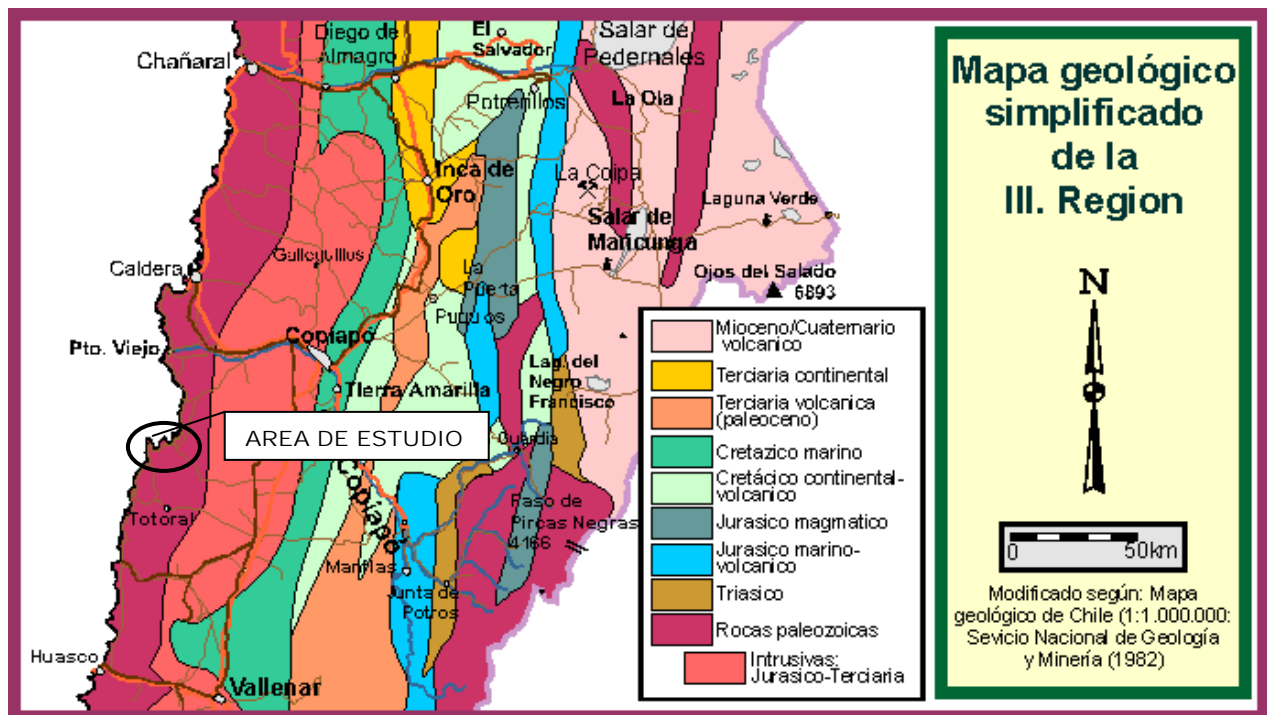 Mapa geológico
simplificado
de la
III. Region
N
0 50km
Modificado según: Mapa
geológico de Chile (1:1.000.000:
Sevicio Nacional de Geología
y Minería (1982)
Diego de
Almagro
El
Salvador
Salar de
Pedernales
Chañaral
Potrerillos
La Ola
Inca de
Oro
La Coipa
Laguna Verde
Salar de
Maricunga
Galleguillos
Caldera
La
Puerta
Ojos del Salado
6893
Puquios
Copiapó
Pto. Viejo
Lag. del
Negro
Francisco
Tierra Amarilla
AREA DE ESTUDIO
Guardia
Copiapó
Totoral
Paso de
Pircas Negras
4166
Manflas
Junta de
Potros
Huasco
Vallenar
Mioceno/Cuaternario
volcanico
Terciaria continental
Terciaria volcanica
(paleoceno)
Cretazico marino
Cretácico continental-
volcanico
Jurasico magmatico
Jurasico marino-
volcanico
Triasico
Rocas paleozoicas
Intrusivas:
Jurasico-Terciaria